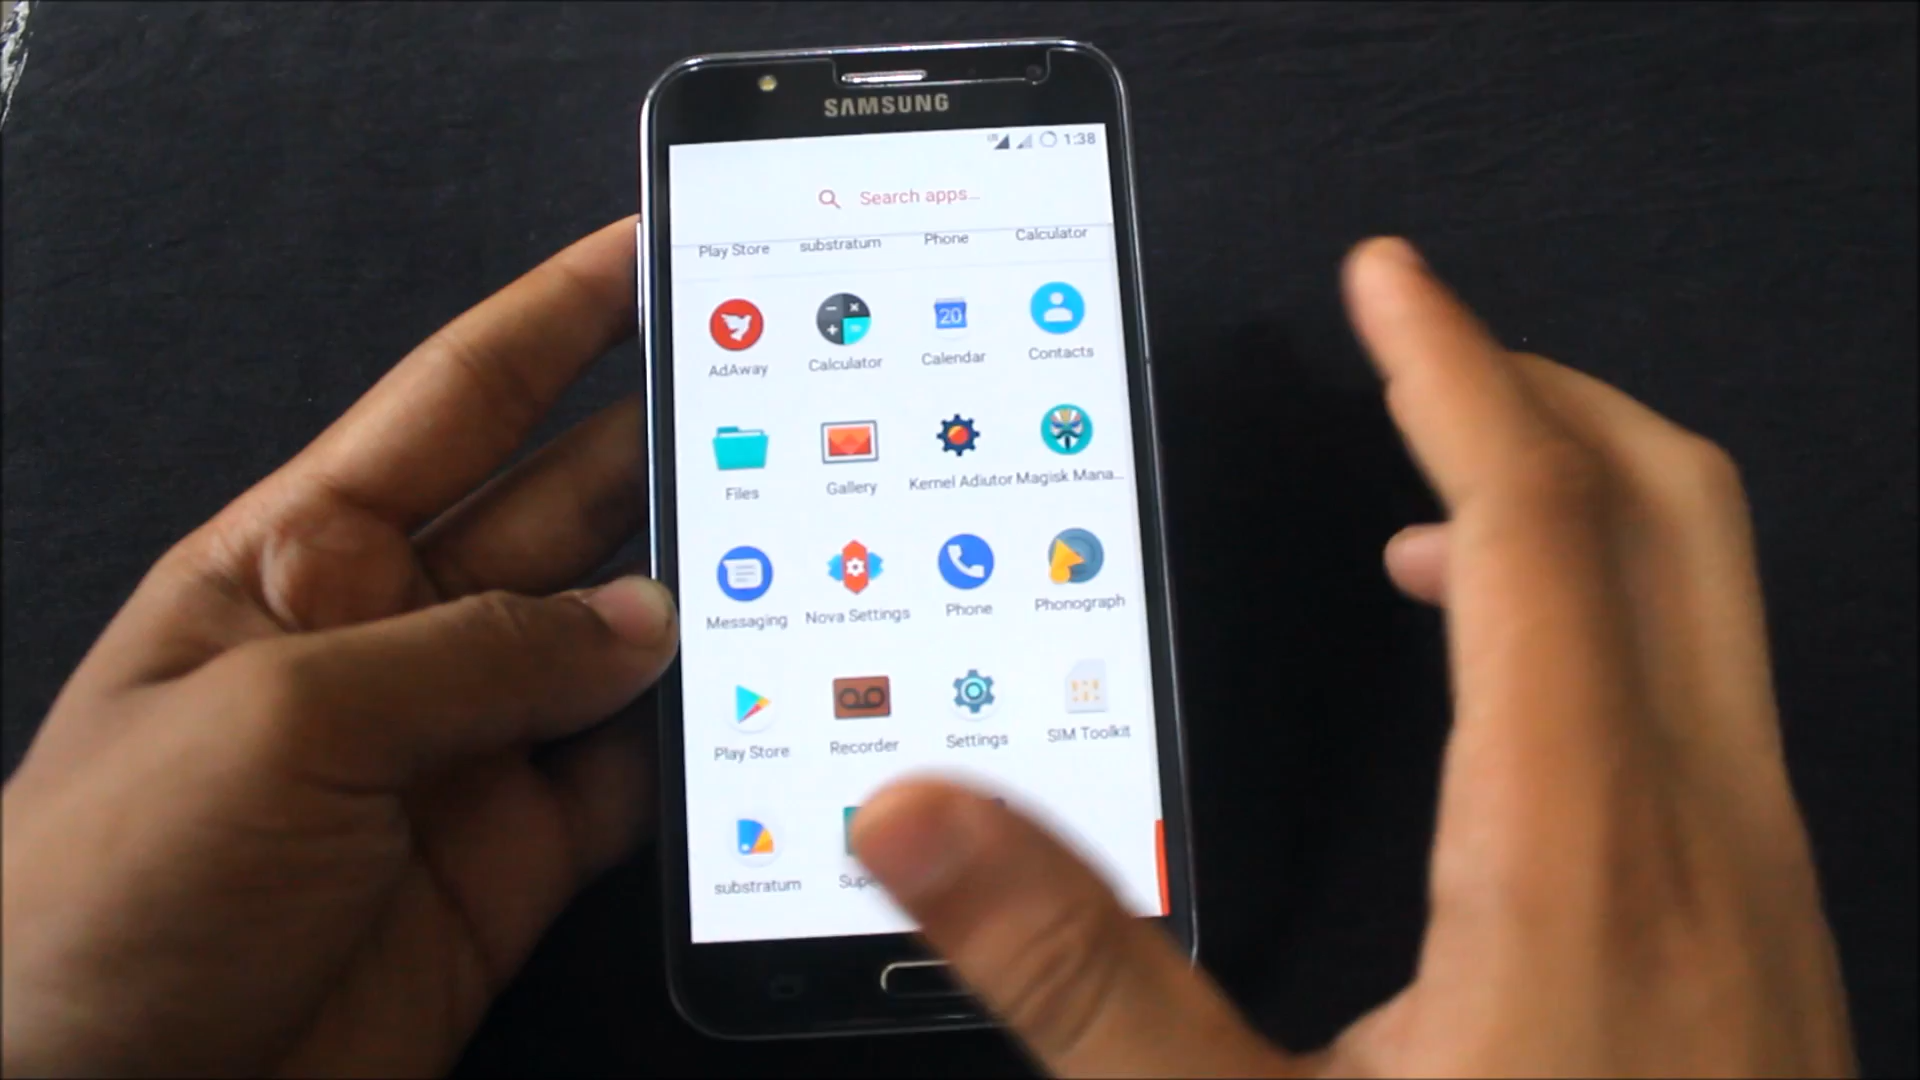 SAMSUNG
1:38
Search apps...
Play Store substratum Phone Calculator
20
AdAway Calculator Calendar Contacts
Files Gallery Kernel Adiutor Magisk Mana...
Messaging Nova Settings Phone Phonograph
Play Store Recorder Settings SIM Toolkit
substratum